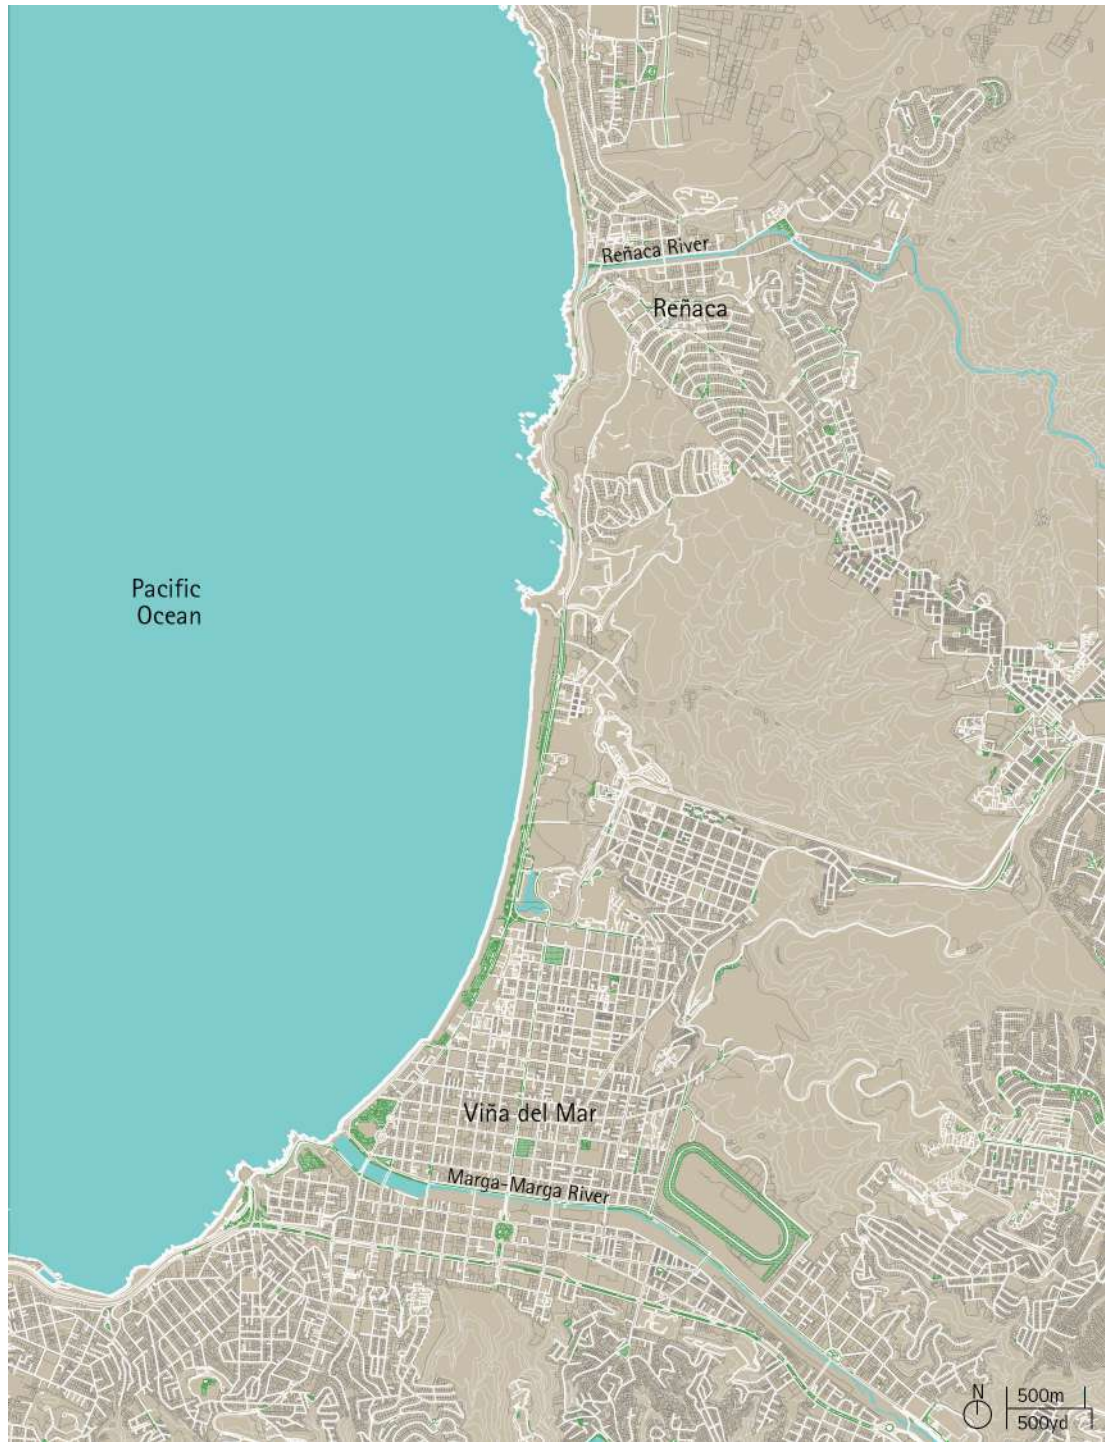 Reñaca River
Reñaca
Pacific
Ocean
Viña del Mar
Marga-Marga River
N
500m
500yd